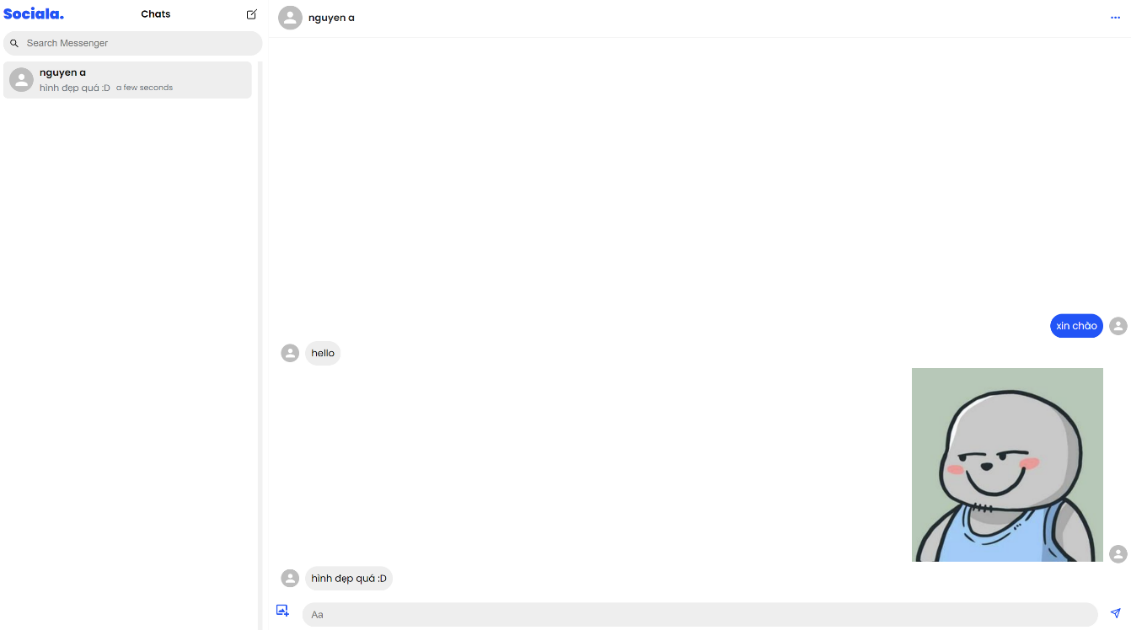 Sociala.
Chats
Search Messenger
nguyen a
hình đẹp quá :D a few seconds
nguyen a
xin chào
hello
hình đẹp quá :D
Aa